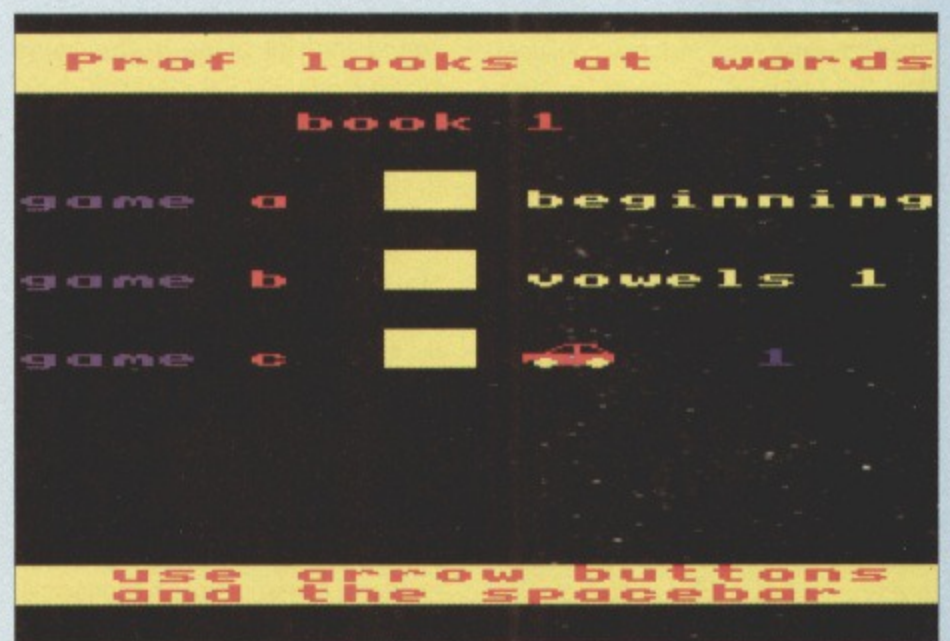 Prof looks at words
book 1
game a beginning
game b vowels 1
game c 1
use arrow buttons
and the spacebar